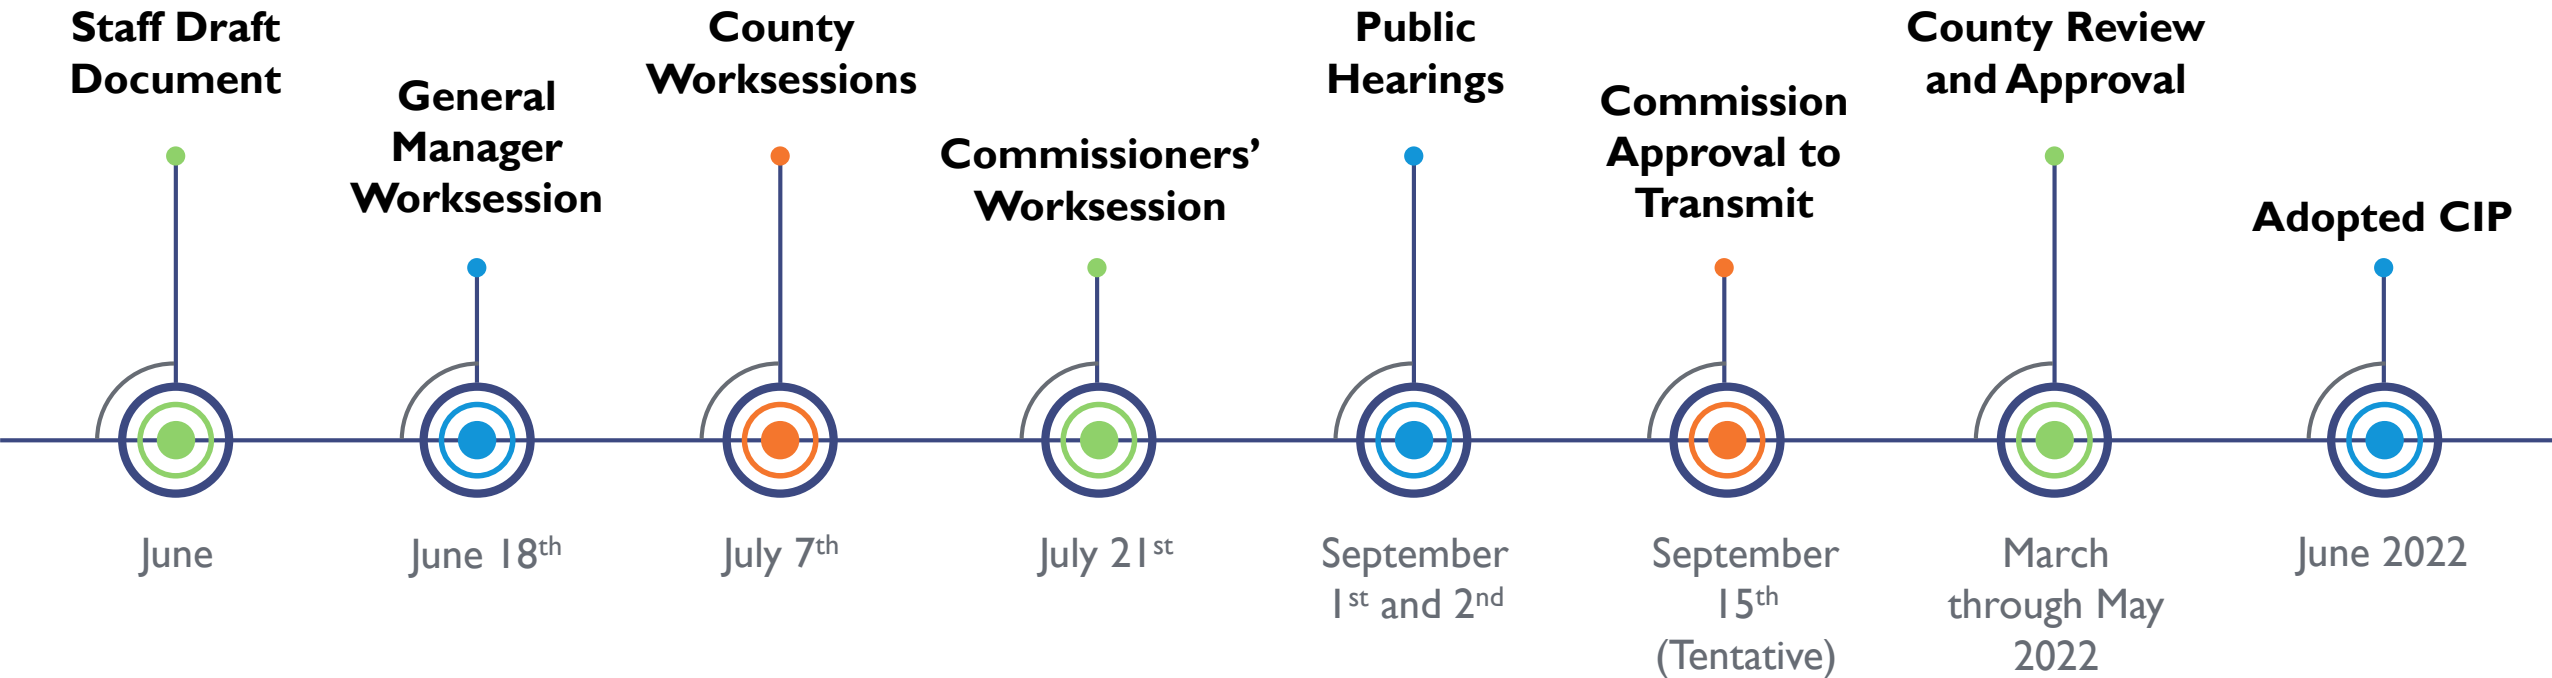 Staff Draft
Document
General
Manager
Worksession
County
Worksessions
Commissioners’
Worksession
Public
Hearings
Commission
Approval to
Transmit
County Review
and Approval
Adopted CIP
June
June 18th
July 7th
July 21st
September
1st and 2nd
September
15th
(Tentative)
March
through May
2022
June 2022